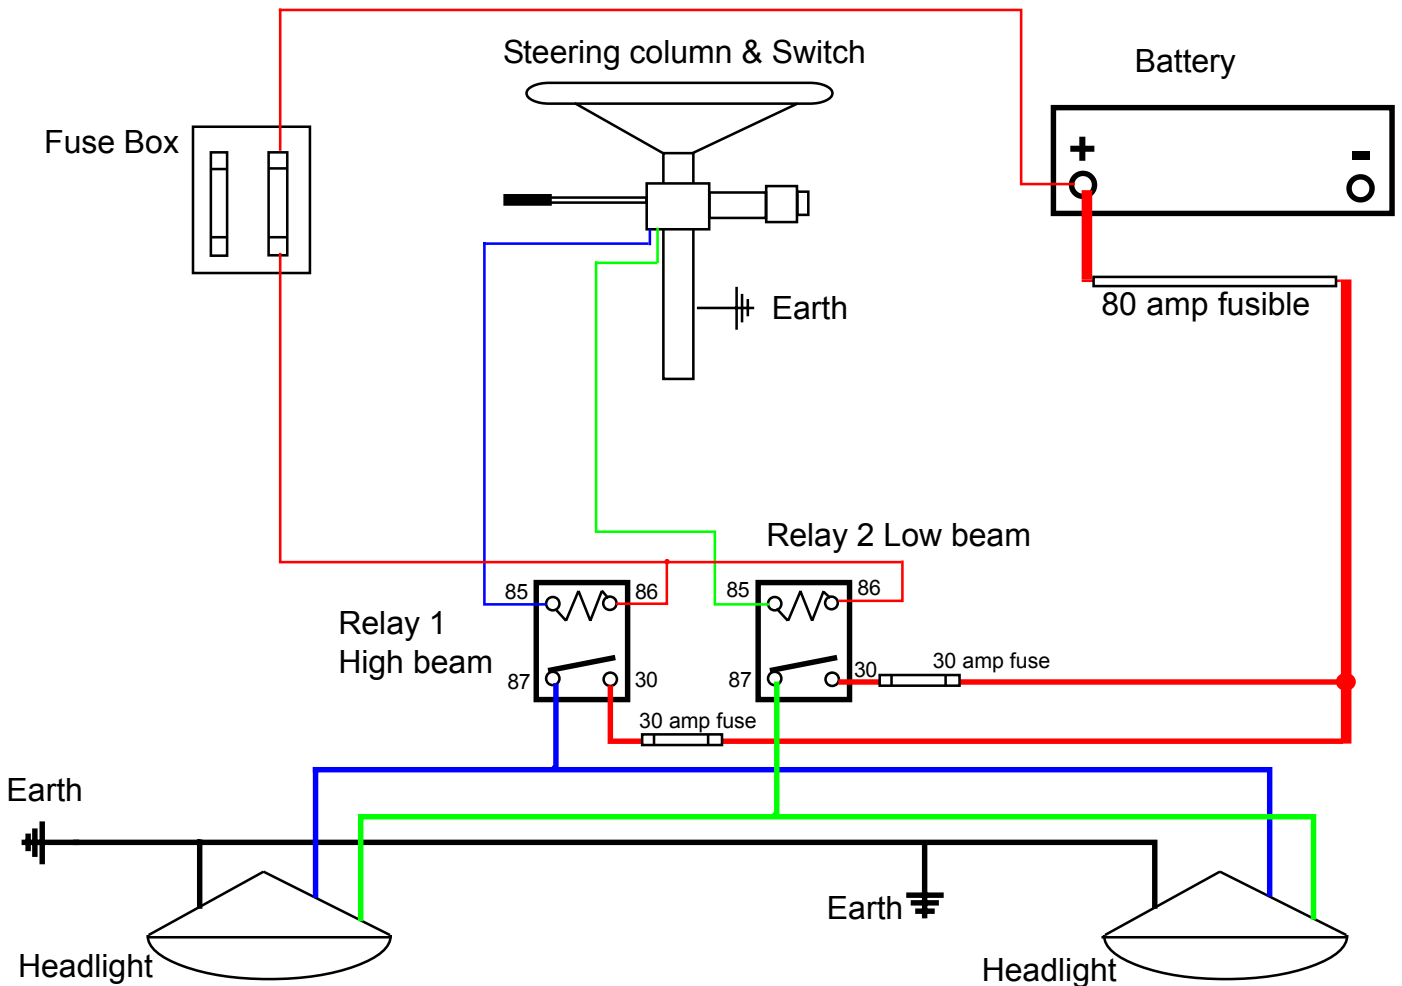 Steering column & Switch
Battery
Fuse Box
+
-
80 amp fusible
Earth
Relay 2 Low beam
85
86
85
86
Relay 1
High beam
87
30
87
30
30 amp fuse
30 amp fuse
Earth
Earth
Headlight
Headlight